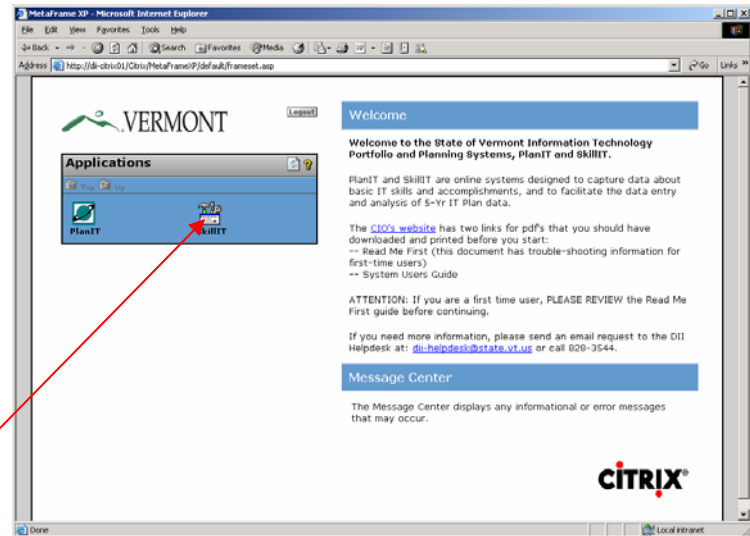 MetaFrame XP - Microsoft Internet Explorer
File Edit View Favorites Tools Help
Back Search Favorites Media
Address http://dii-citrix01/Citrix/MetaFrameXP/default/frameset.asp Go Links »
VERMONT
Logout
Applications
Top Up
PlanIT SkillIT
Welcome
Welcome to the State of Vermont Information Technology
Portfolio and Planning Systems, PlanIT and SkillIT.
PlanIT and SkillIT are online systems designed to capture data about
basic IT skills and accomplishments, and to facilitate the data entry
and analysis of 5-Yr IT Plan data.
The CIO's website has two links for pdf's that you should have
downloaded and printed before you start:
-- Read Me First (this document has trouble-shooting information for
first-time users)
-- System Users Guide
ATTENTION: If you are a first time user, PLEASE REVIEW the Read Me
First guide before continuing.
If you need more information, please send an email request to the DII
Helpdesk at: dii-helpdesk@state.vt.us or call 828-3544.
Message Center
The Message Center displays any informational or error messages
that may occur.
CITRIX®
Done Local intranet